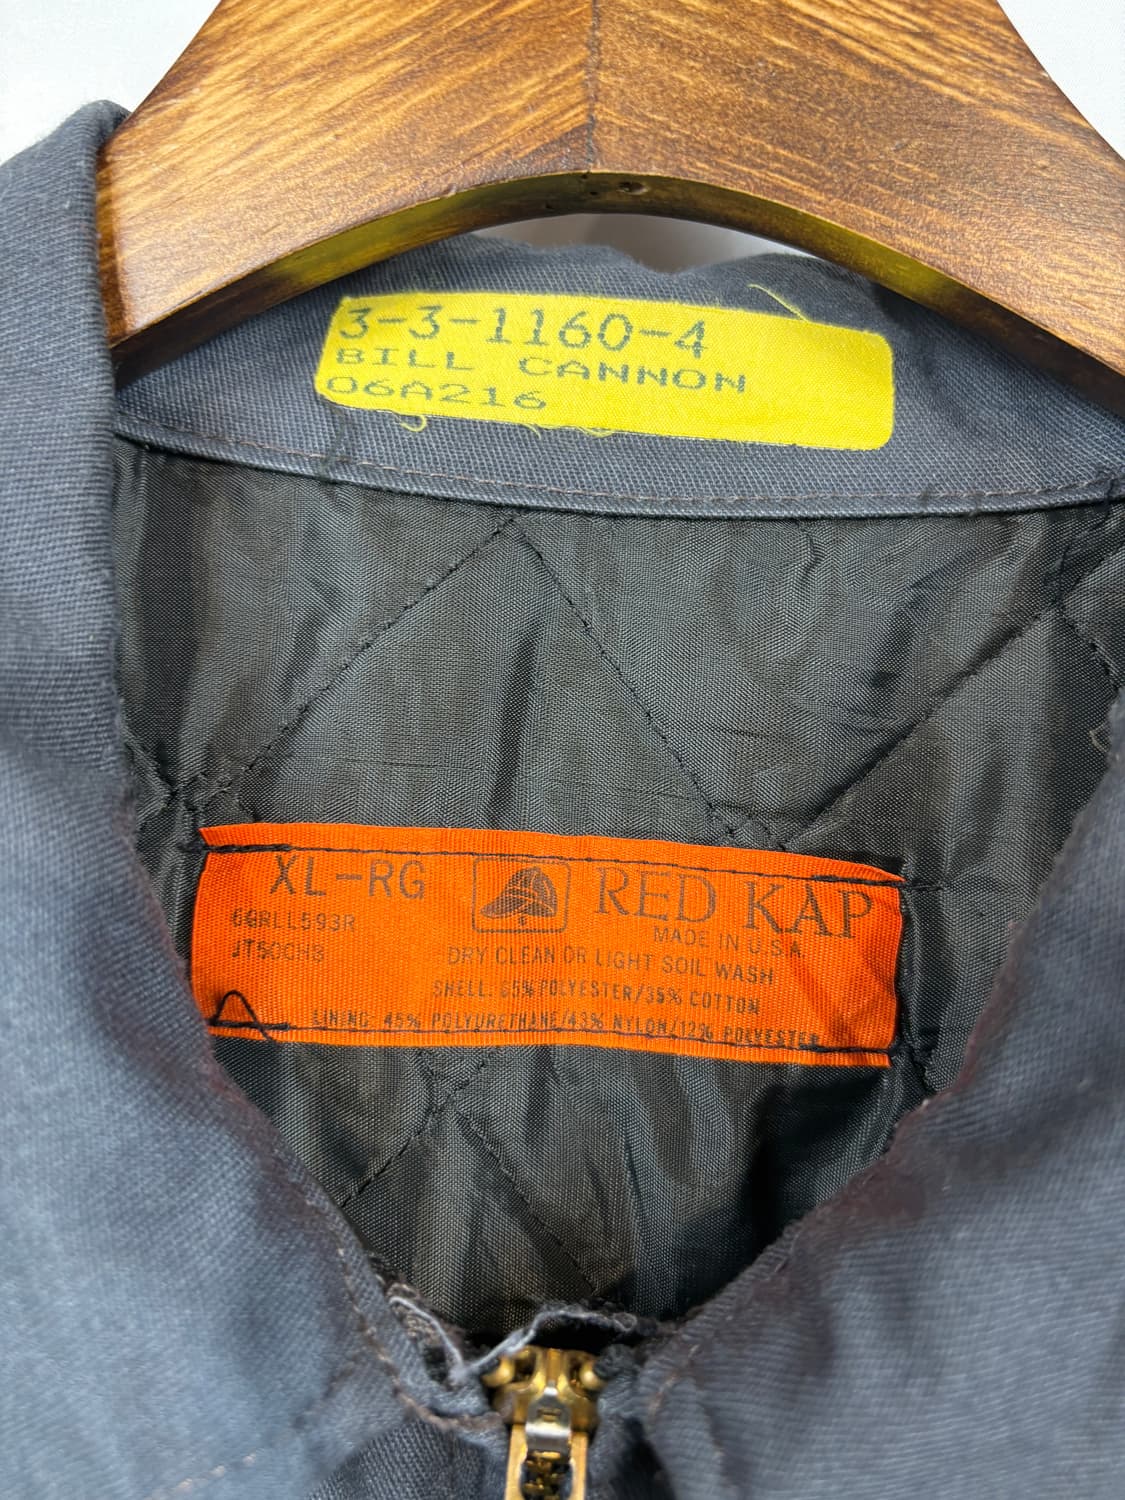 3-3-1160-4
BILL CANNON
06A216
XL-RG
RED KAP
MADE IN U.S.A.
DRY CLEAN OR LIGHT SOIL WASH
SHELL. 65% POLYESTER/35% COTTON
LINING 45% POLYURETHANE/43% NYLON/12% POLYESTER